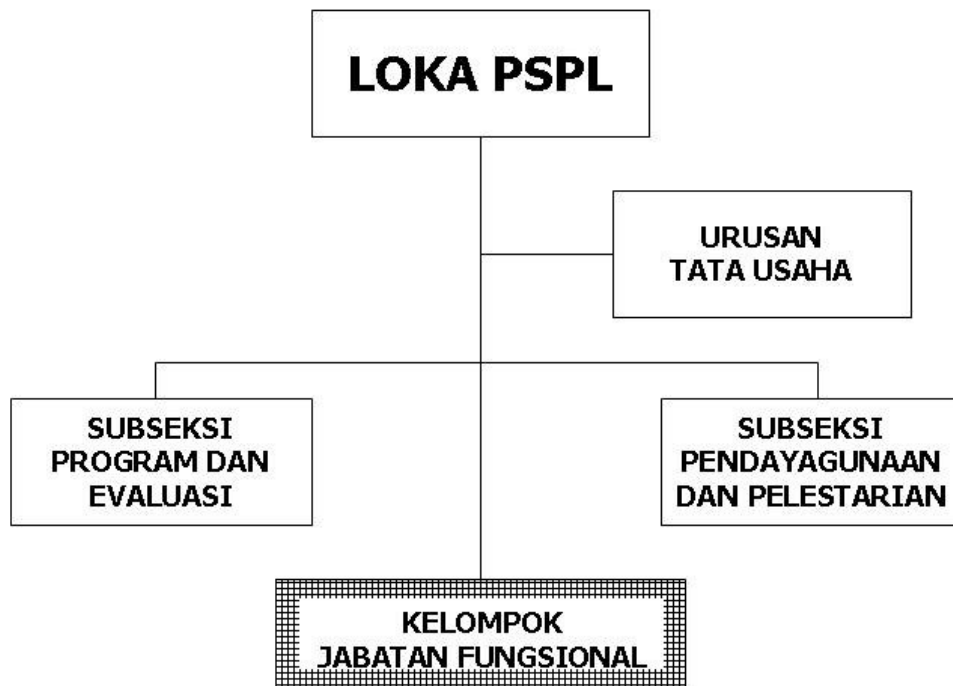 LOKA PSPL
URUSAN
TATA USAHA
SUBSEKSI
PROGRAM DAN
EVALUASI
SUBSEKSI
PENDAYAGUNAAN
DAN PELESTARIAN
KELOMPOK
JABATAN FUNGSIONAL